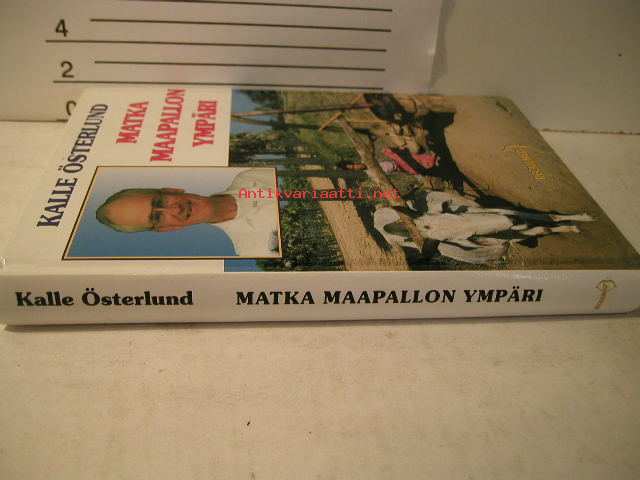 4
2
0
KALLE ÖSTERLUND
MATKA
MAAPALLON
YMPÄRI
Antikvariaatti.net
Kalle Österlund MATKA MAAPALLON YMPÄRI